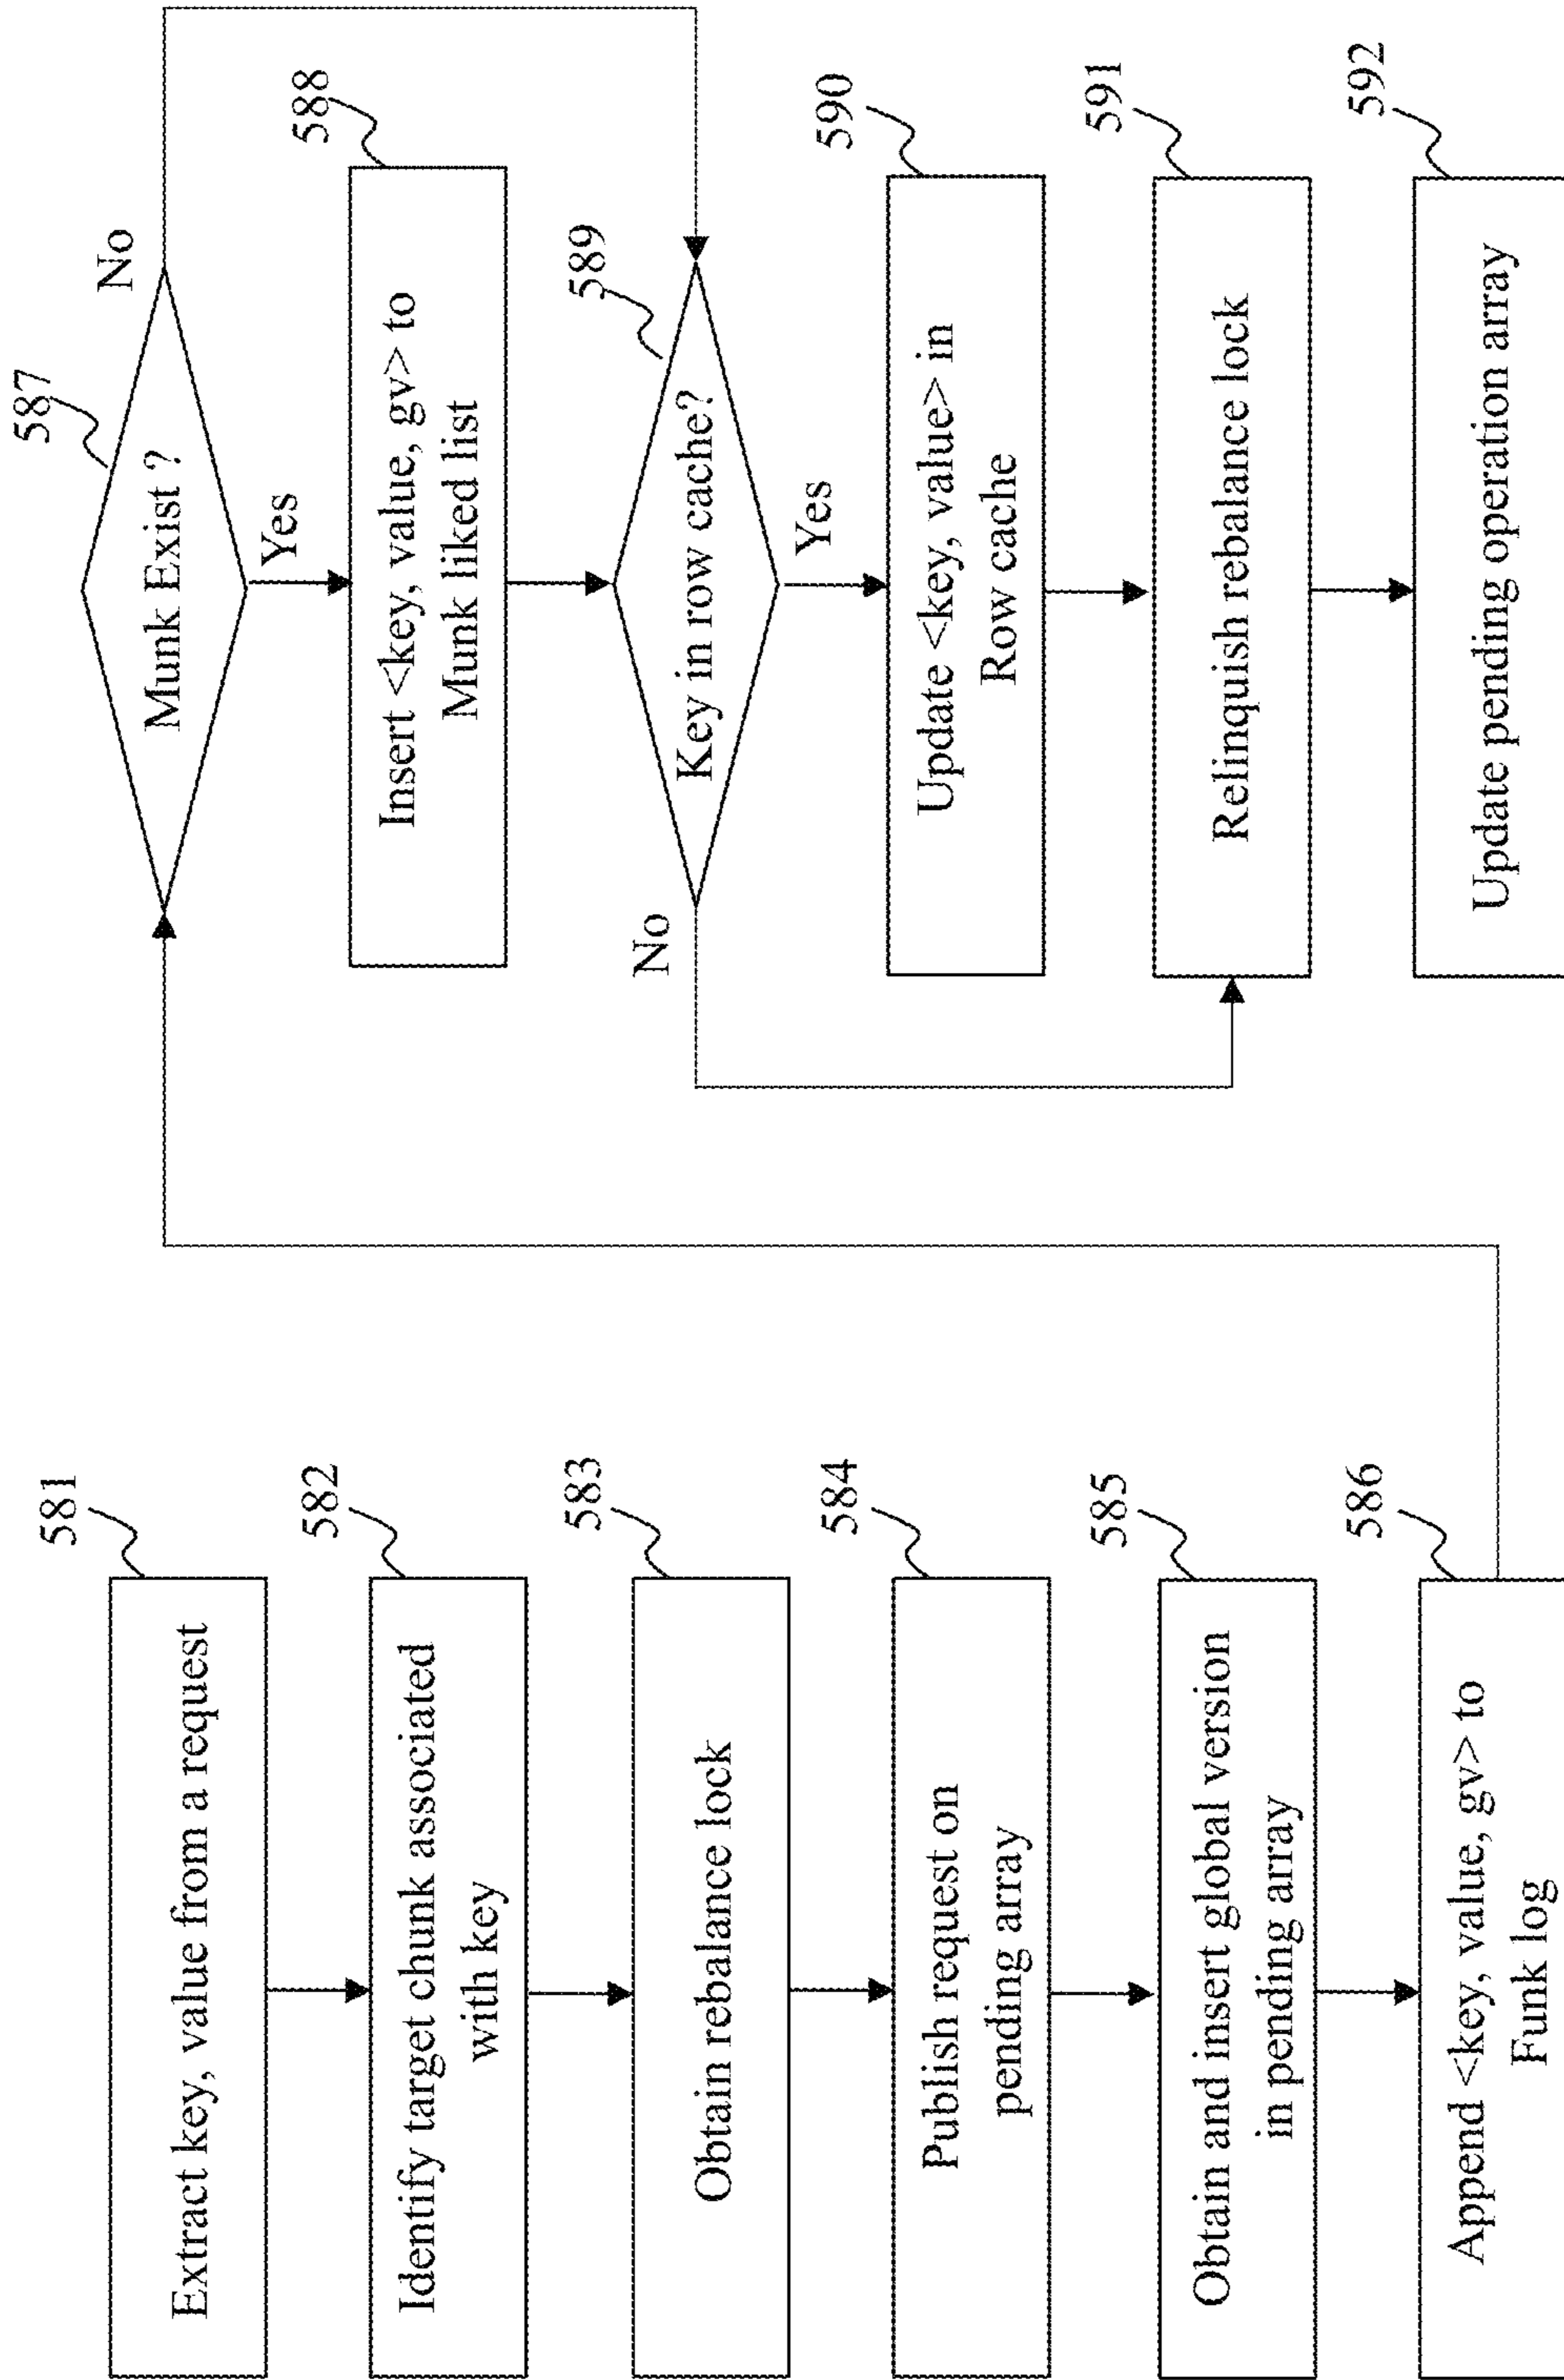 581
Extract key, value from a request
582
Identify target chunk associated
with key
583
Obtain rebalance lock
584
Publish request on
pending array
585
Obtain and insert global version
in pending array
586
Append <key, value, gv> to
Funk log
587
Munk Exist ?
No
Yes
588
Insert <key, value, gv> to
Munk liked list
589
Key in row cache?
No
Yes
590
Update <key, value> in
Row cache
591
Relinquish rebalance lock
592
Update pending operation array